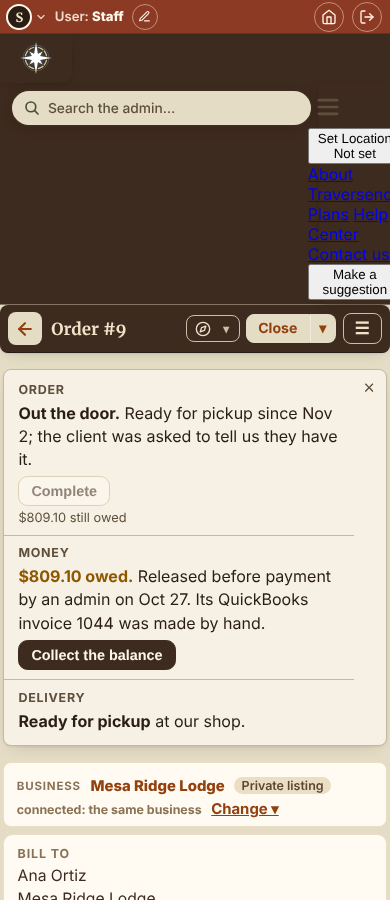 S User: Staff
Search the admin...
Set Location
Not set
About
Plans Help
Center
Contact us
Make a
suggestion
Order #9
Close ▾
ORDER ×
Out the door. Ready for pickup since Nov
2; the client was asked to tell us they have
it.
Complete
$809.10 still owed
MONEY
$809.10 owed. Released before payment
by an admin on Oct 27. Its QuickBooks
invoice 1044 was made by hand.
Collect the balance
DELIVERY
Ready for pickup at our shop.
BUSINESS Mesa Ridge Lodge Private listing
connected: the same business Change ▾
BILL TO
Ana Ortiz
Mesa Ridge Lodge